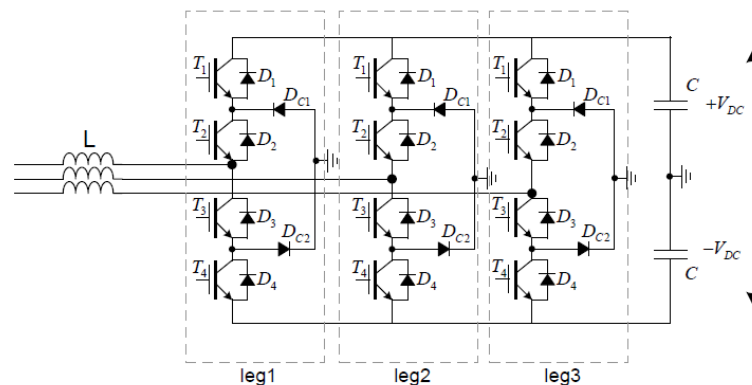 T1 D1 DC1
T2 D2
T3 D3 DC2
T4 D4
T1 D1 DC1
T2 D2
T3 D3 DC2
T4 D4
T1 D1 DC1
T2 D2
T3 D3 DC2
T4 D4
L
C +VDC
C −VDC
leg1 leg2 leg3